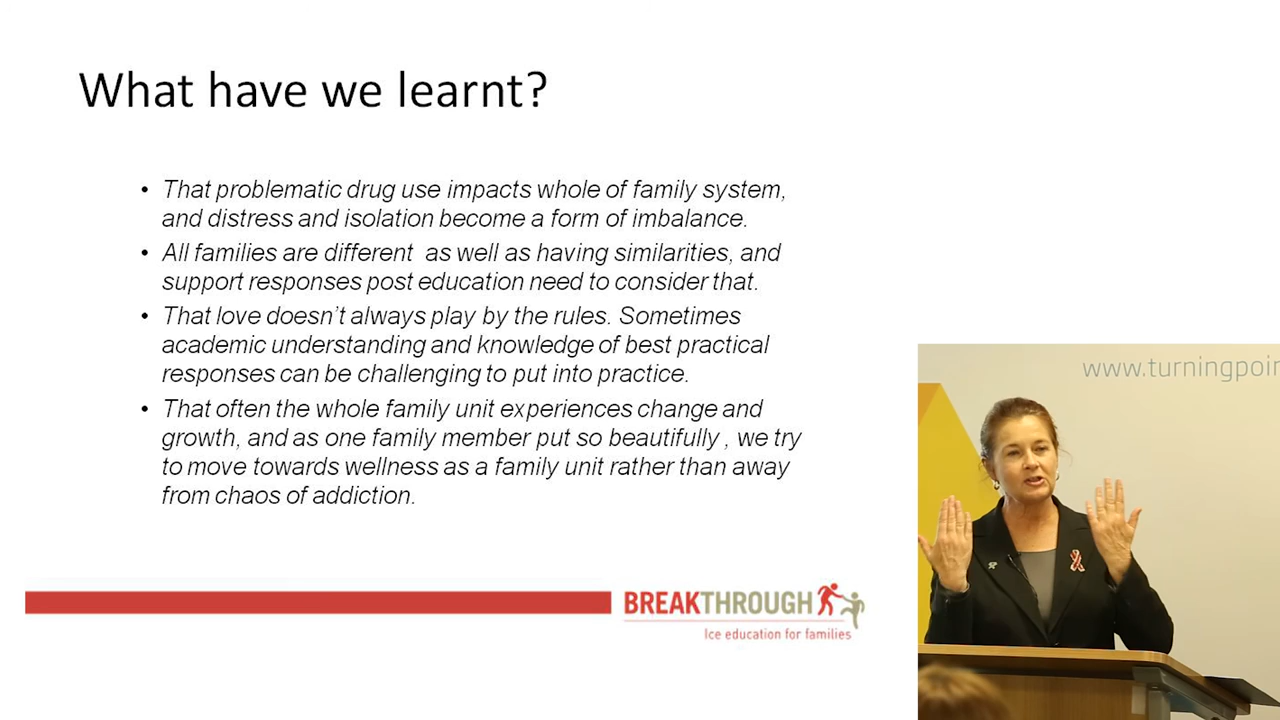 What have we learnt?
• That problematic drug use impacts whole of family system,
and distress and isolation become a form of imbalance.
• All families are different  as well as having similarities, and
support responses post education need to consider that.
• That love doesn’t always play by the rules. Sometimes
academic understanding and knowledge of best practical
responses can be challenging to put into practice.
• That often the whole family unit experiences change and
growth, and as one family member put so beautifully , we try
to move towards wellness as a family unit rather than away
from chaos of addiction.
BREAKTHROUGH
Ice education for families
www.turningpoin